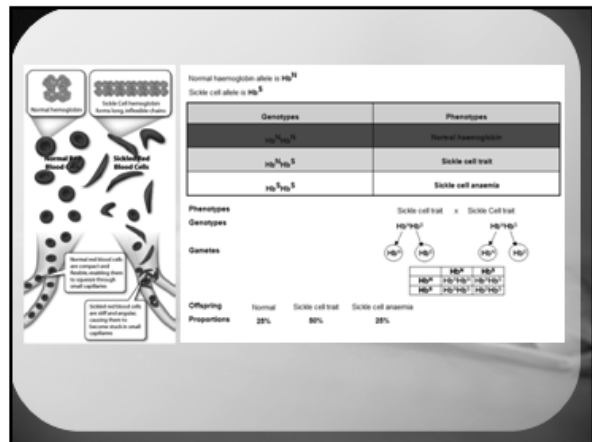 Normal hemoglobin
Sickle Cell hemoglobin
forms long, inflexible chains
Normal Red
Blood Cells
Sickled Red
Blood Cells
Normal red blood cells
are compact and
flexible, enabling them
to squeeze through
small capillaries
Sickled red blood cells
are stiff and angular,
causing them to
become stuck in small
capillaries
Normal haemoglobin allele is Hb^N
Sickle cell allele is Hb^S
Genotypes Phenotypes
Hb^NHb^N Normal haemoglobin
Hb^NHb^S Sickle cell trait
Hb^SHb^S Sickle cell anaemia
Phenotypes Sickle cell trait x Sickle Cell trait
Genotypes Hb^NHb^S Hb^NHb^S
Gametes Hb^N Hb^S Hb^N Hb^S
Hb^N Hb^S
Hb^N Hb^NHb^N Hb^NHb^S
Hb^S Hb^NHb^S Hb^SHb^S
Offspring Normal Sickle cell trait Sickle cell anaemia
Proportions 25% 50% 25%